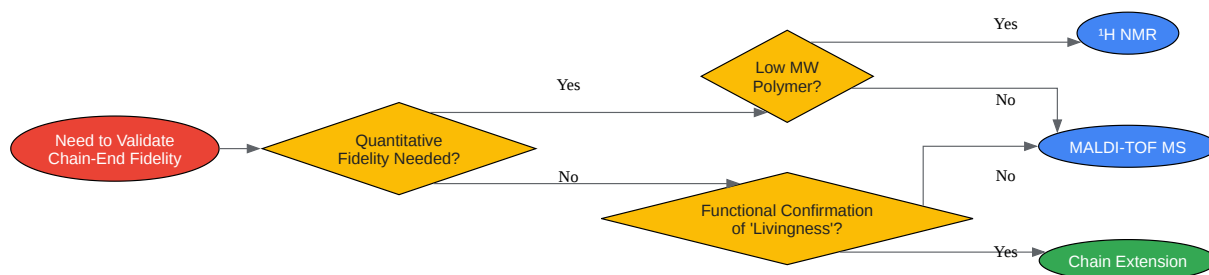 Yes
¹H NMR
Low MW
Polymer?
Yes
No
Need to Validate
Chain-End Fidelity
Quantitative
Fidelity Needed?
MALDI-TOF MS
No
No
Functional Confirmation
of 'Livingness'?
Yes
Chain Extension